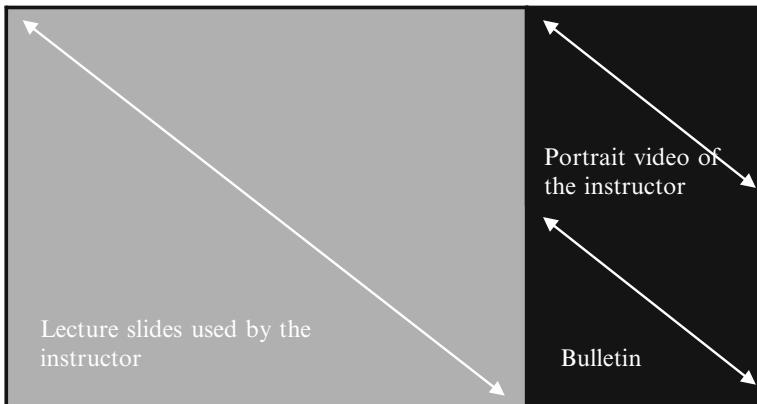 Lecture slides used by the
instructor
Portrait video of
the instructor
Bulletin